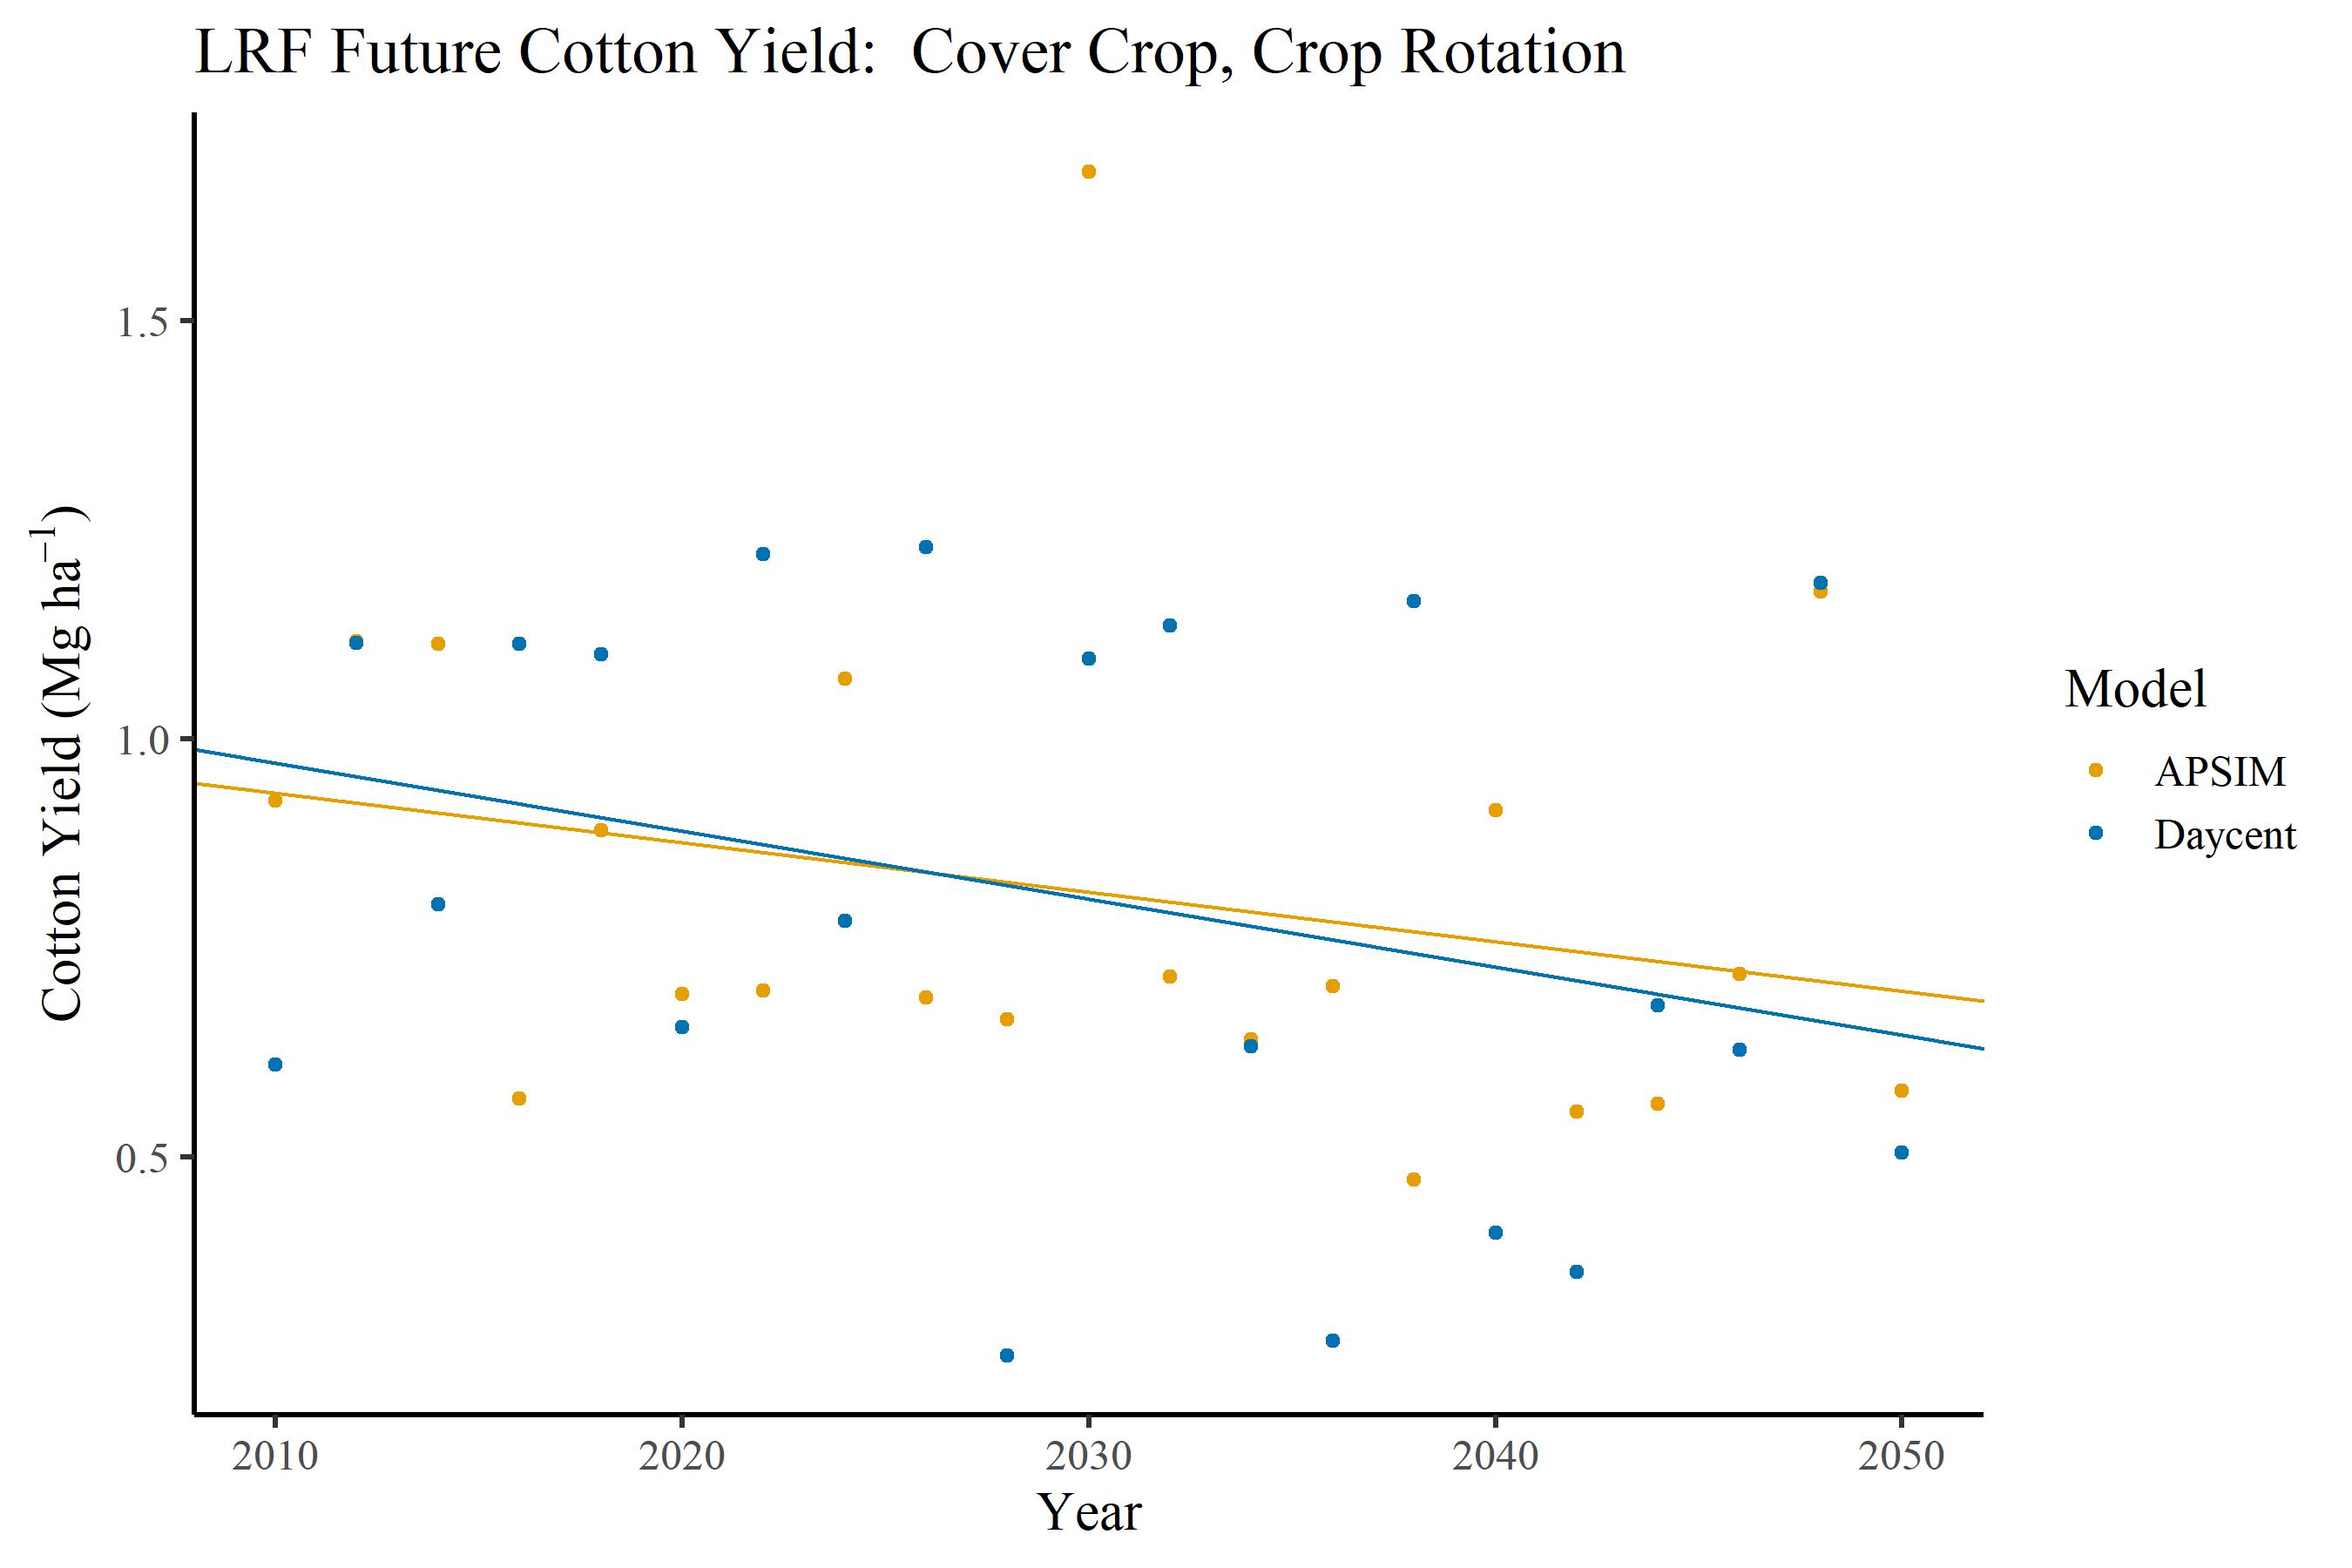 LRF Future Cotton Yield:  Cover Crop, Crop Rotation
Cotton Yield (Mg ha⁻¹)
1.5
1.0
0.5
2010 2020 2030 2040 2050
Year
Model
APSIM
Daycent